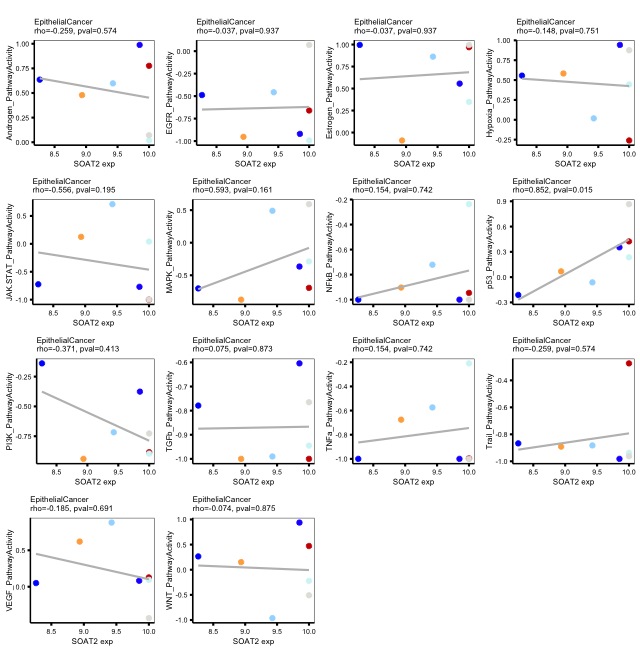 EpithelialCancer
rho=-0.259, pval=0.574
Androgen_PathwayActivity
1.00
0.75
0.50
0.25
0.00
8.5 9.0 9.5 10.0
SOAT2 exp
EpithelialCancer
rho=-0.037, pval=0.937
EGFR_PathwayActivity
0.0
-0.5
-1.0
8.5 9.0 9.5 10.0
SOAT2 exp
EpithelialCancer
rho=-0.037, pval=0.937
Estrogen_PathwayActivity
1.00
0.75
0.50
0.25
0.00
8.5 9.0 9.5 10.0
SOAT2 exp
EpithelialCancer
rho=-0.148, pval=0.751
Hypoxia_PathwayActivity
1.00
0.75
0.50
0.25
0.00
-0.25
8.5 9.0 9.5 10.0
SOAT2 exp
EpithelialCancer
rho=-0.556, pval=0.195
JAK-STAT_PathwayActivity
0.5
0.0
-0.5
-1.0
8.5 9.0 9.5 10.0
SOAT2 exp
EpithelialCancer
rho=0.593, pval=0.161
MAPK_PathwayActivity
0.5
0.0
-0.5
8.5 9.0 9.5 10.0
SOAT2 exp
EpithelialCancer
rho=0.154, pval=0.742
NFkB_PathwayActivity
-0.2
-0.4
-0.6
-0.8
-1.0
8.5 9.0 9.5 10.0
SOAT2 exp
EpithelialCancer
rho=0.852, pval=0.015
p53_PathwayActivity
0.9
0.6
0.3
0.0
-0.3
8.5 9.0 9.5 10.0
SOAT2 exp
EpithelialCancer
rho=-0.371, pval=0.413
PI3K_PathwayActivity
-0.25
-0.50
-0.75
8.5 9.0 9.5 10.0
SOAT2 exp
EpithelialCancer
rho=0.075, pval=0.873
TGFb_PathwayActivity
-0.6
-0.7
-0.8
-0.9
-1.0
8.5 9.0 9.5 10.0
SOAT2 exp
EpithelialCancer
rho=0.154, pval=0.742
TNFa_PathwayActivity
-0.2
-0.4
-0.6
-0.8
-1.0
8.5 9.0 9.5 10.0
SOAT2 exp
EpithelialCancer
rho=-0.259, pval=0.574
Trail_PathwayActivity
-0.4
-0.6
-0.8
-1.0
8.5 9.0 9.5 10.0
SOAT2 exp
EpithelialCancer
rho=-0.185, pval=0.691
VEGF_PathwayActivity
0.5
0.0
8.5 9.0 9.5 10.0
SOAT2 exp
EpithelialCancer
rho=-0.074, pval=0.875
WNT_PathwayActivity
1.0
0.5
0.0
-0.5
-1.0
8.5 9.0 9.5 10.0
SOAT2 exp